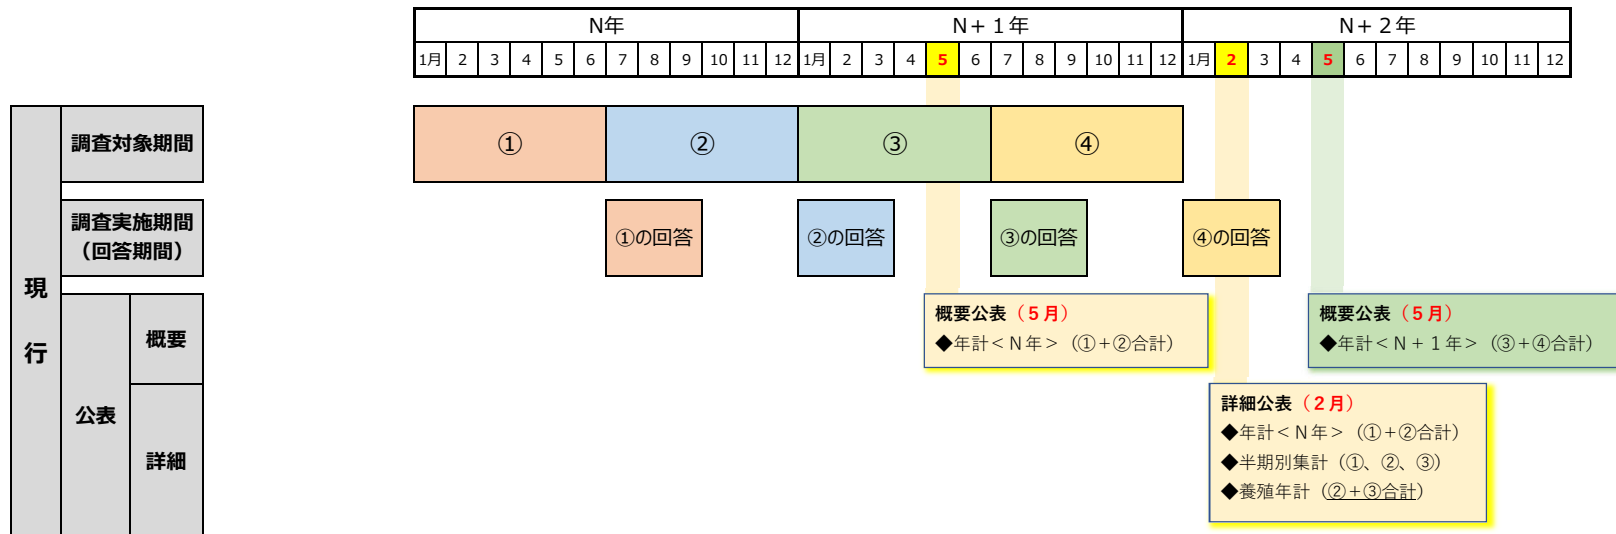 N年 N+１年 N+２年
1月 2 3 4 5 6 7 8 9 10 11 12 1月 2 3 4 5 6 7 8 9 10 11 12 1月 2 3 4 5 6 7 8 9 10 11 12
現行
調査対象期間
① ② ③ ④
調査実施期間
（回答期間）
①の回答 ②の回答 ③の回答 ④の回答
公表
概要
概要公表（５月）
◆年計＜N年＞（①+②合計）
概要公表（５月）
◆年計＜N+１年＞（③+④合計）
詳細
詳細公表（２月）
◆年計＜N年＞（①+②合計）
◆半期別集計（①、②、③）
◆養殖年計（②+③合計）